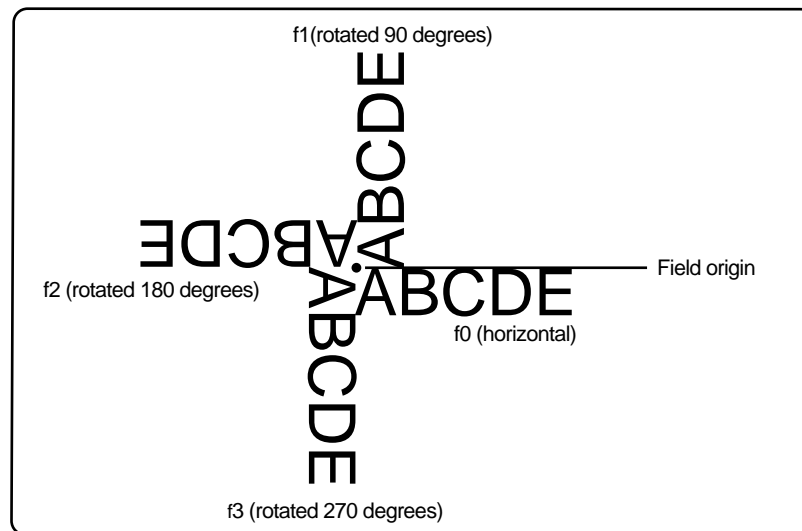 f1(rotated 90 degrees)
ABCDE
ABCDE
Field origin
f2 (rotated 180 degrees)
ABCDE
f0 (horizontal)
ABCDE
f3 (rotated 270 degrees)